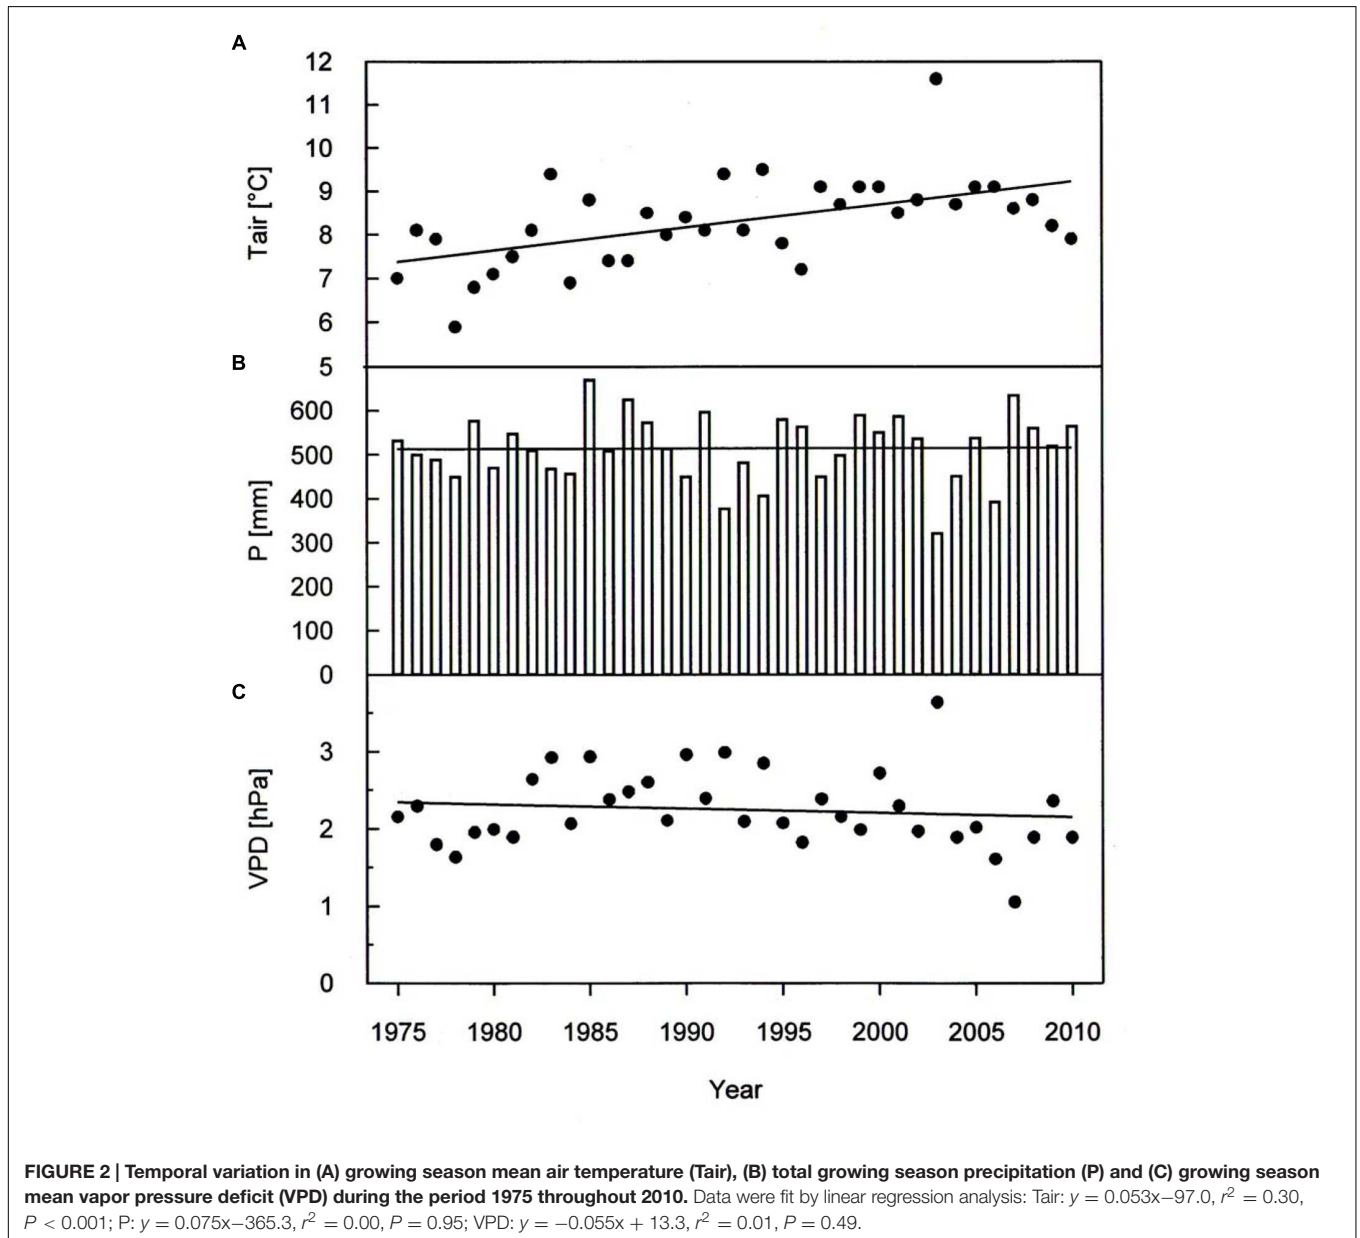 A
12
11
10
9
8
7
6
5
Tair [°C]
B
600
500
400
300
200
100
0
P [mm]
C
3
2
1
0
VPD [hPa]
1975 1980 1985 1990 1995 2000 2005 2010
Year
FIGURE 2 | Temporal variation in (A) growing season mean air temperature (Tair), (B) total growing season precipitation (P) and (C) growing season
mean vapor pressure deficit (VPD) during the period 1975 throughout 2010. Data were fit by linear regression analysis: Tair: y = 0.053x−97.0, r² = 0.30,
P < 0.001; P: y = 0.075x−365.3, r² = 0.00, P = 0.95; VPD: y = −0.055x + 13.3, r² = 0.01, P = 0.49.